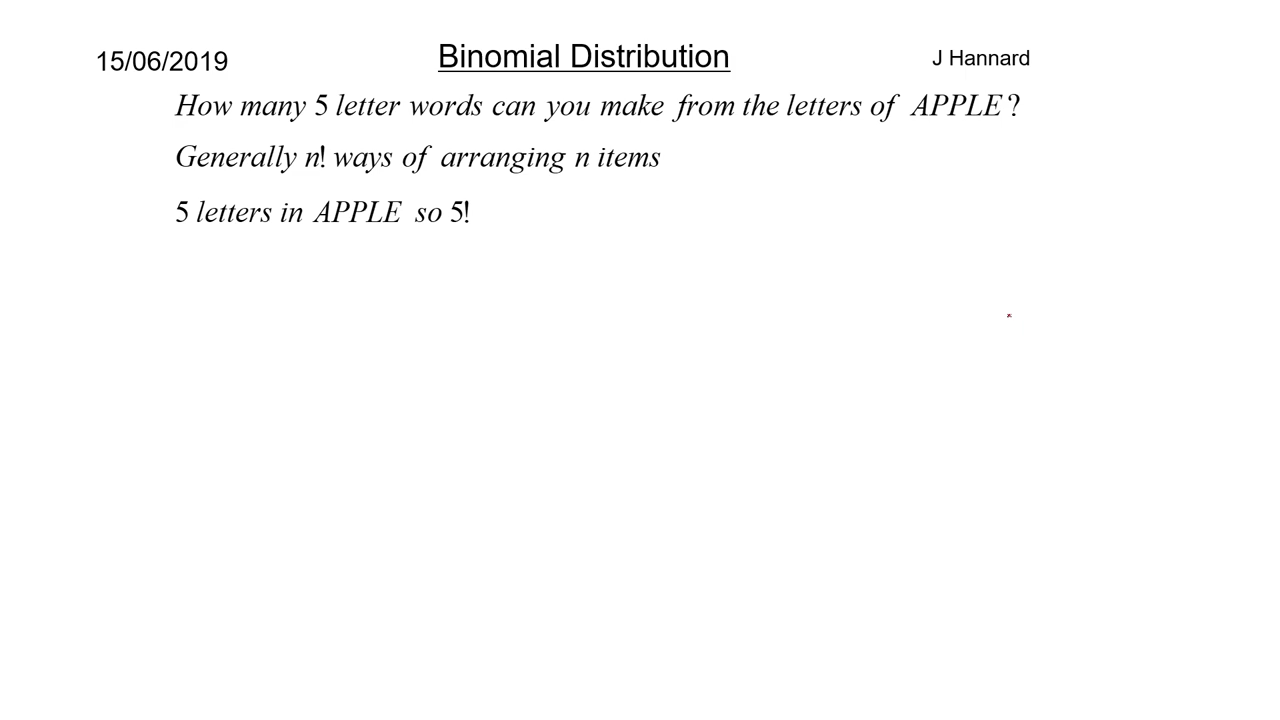 15/06/2019 Binomial Distribution J Hannard
How many 5 letter words can you make from the letters of APPLE?
Generally n! ways of arranging n items
5 letters in APPLE so 5!